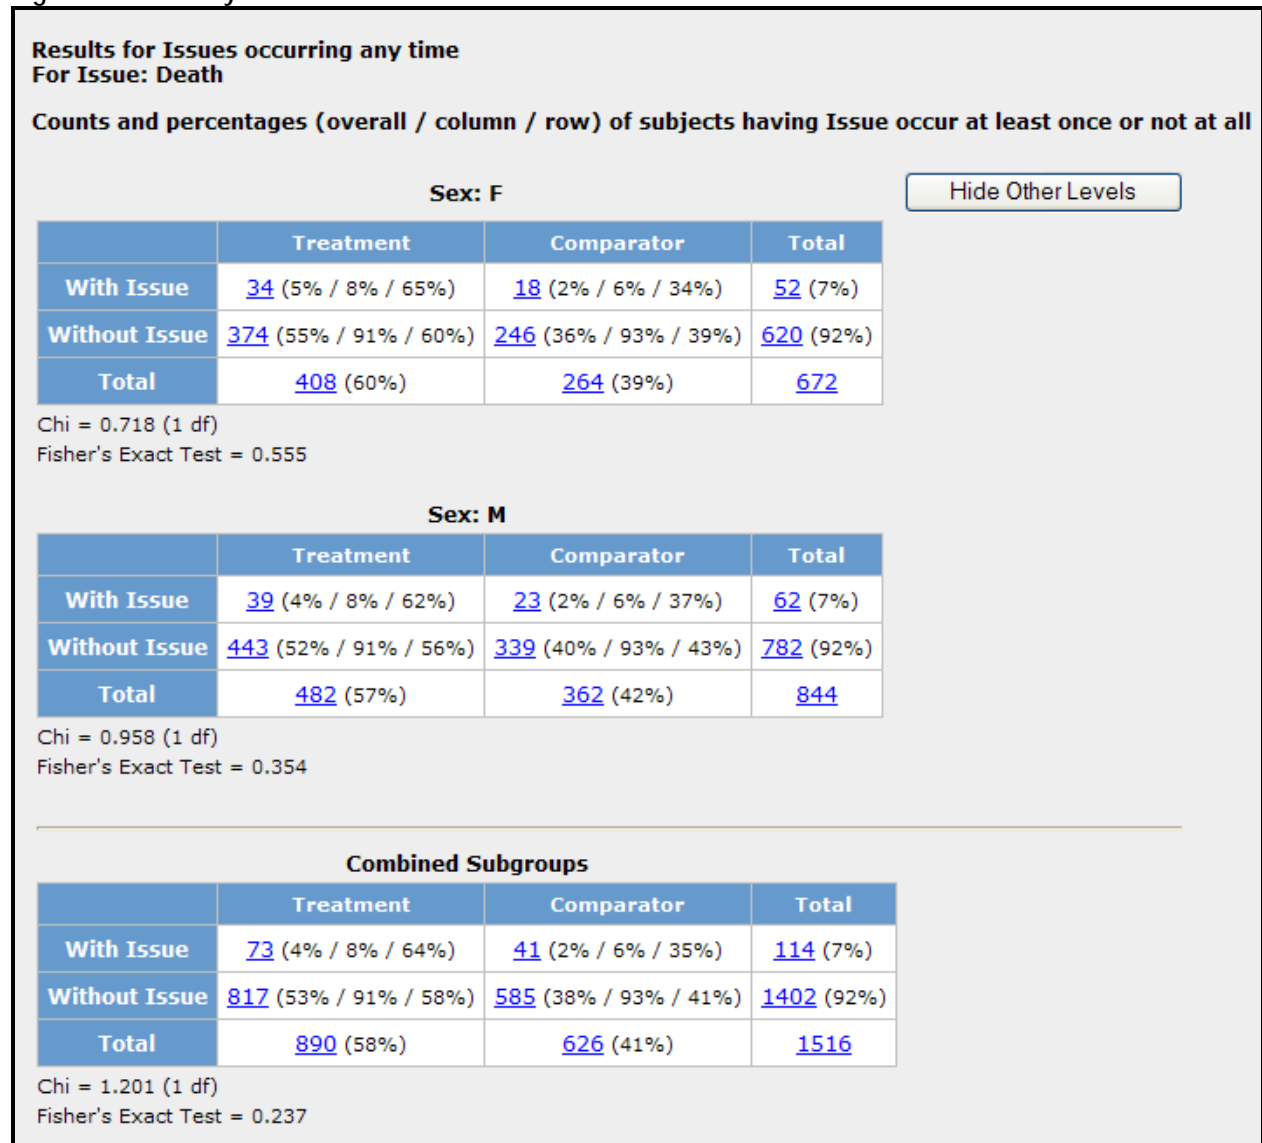 Results for Issues occurring any time
For Issue: Death
Counts and percentages (overall / column / row) of subjects having Issue occur at least once or not at all
Sex: F
Hide Other Levels
Treatment Comparator Total
With Issue 34 (5% / 8% / 65%) 18 (2% / 6% / 34%) 52 (7%)
Without Issue 374 (55% / 91% / 60%) 246 (36% / 93% / 39%) 620 (92%)
Total 408 (60%) 264 (39%) 672
Chi = 0.718 (1 df)
Fisher's Exact Test = 0.555
Sex: M
Treatment Comparator Total
With Issue 39 (4% / 8% / 62%) 23 (2% / 6% / 37%) 62 (7%)
Without Issue 443 (52% / 91% / 56%) 339 (40% / 93% / 43%) 782 (92%)
Total 482 (57%) 362 (42%) 844
Chi = 0.958 (1 df)
Fisher's Exact Test = 0.354
Combined Subgroups
Treatment Comparator Total
With Issue 73 (4% / 8% / 64%) 41 (2% / 6% / 35%) 114 (7%)
Without Issue 817 (53% / 91% / 58%) 585 (38% / 93% / 41%) 1402 (92%)
Total 890 (58%) 626 (41%) 1516
Chi = 1.201 (1 df)
Fisher's Exact Test = 0.237